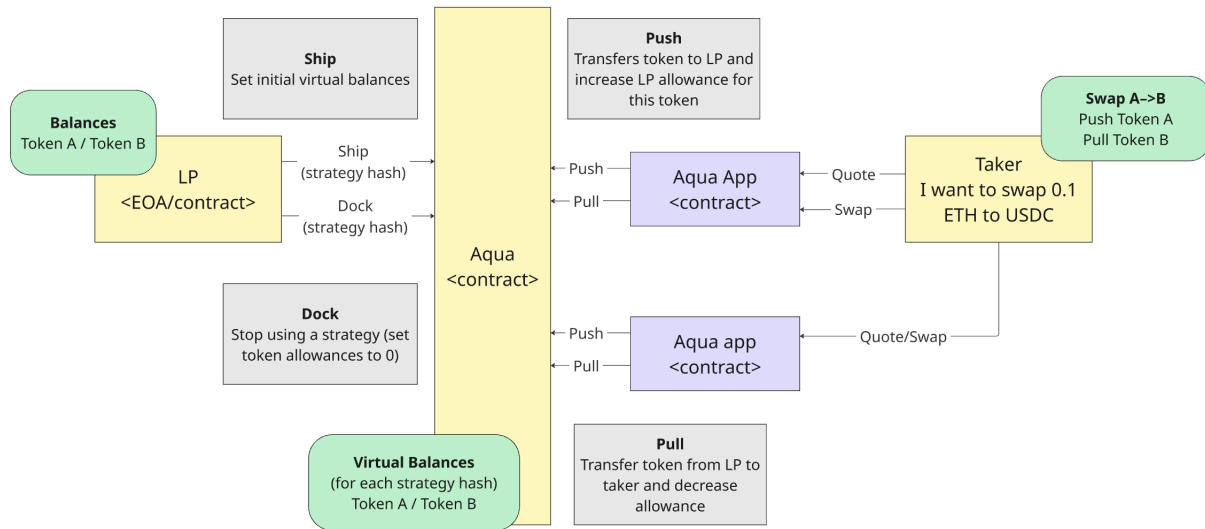 Ship
Set initial virtual balances
Push
Transfers token to LP and
increase LP allowance for
this token
Balances
Token A / Token B
LP
<EOA/contract>
Ship
(strategy hash)
Dock
(strategy hash)
Aqua
<contract>
Push
Pull
Aqua App
<contract>
Quote
Swap
Swap A–>B
Push Token A
Pull Token B
Taker
I want to swap 0.1
ETH to USDC
Dock
Stop using a strategy (set
token allowances to 0)
Push
Pull
Aqua app
<contract>
Quote/Swap
Virtual Balances
(for each strategy hash)
Token A / Token B
Pull
Transfer token from LP to
taker and decrease
allowance